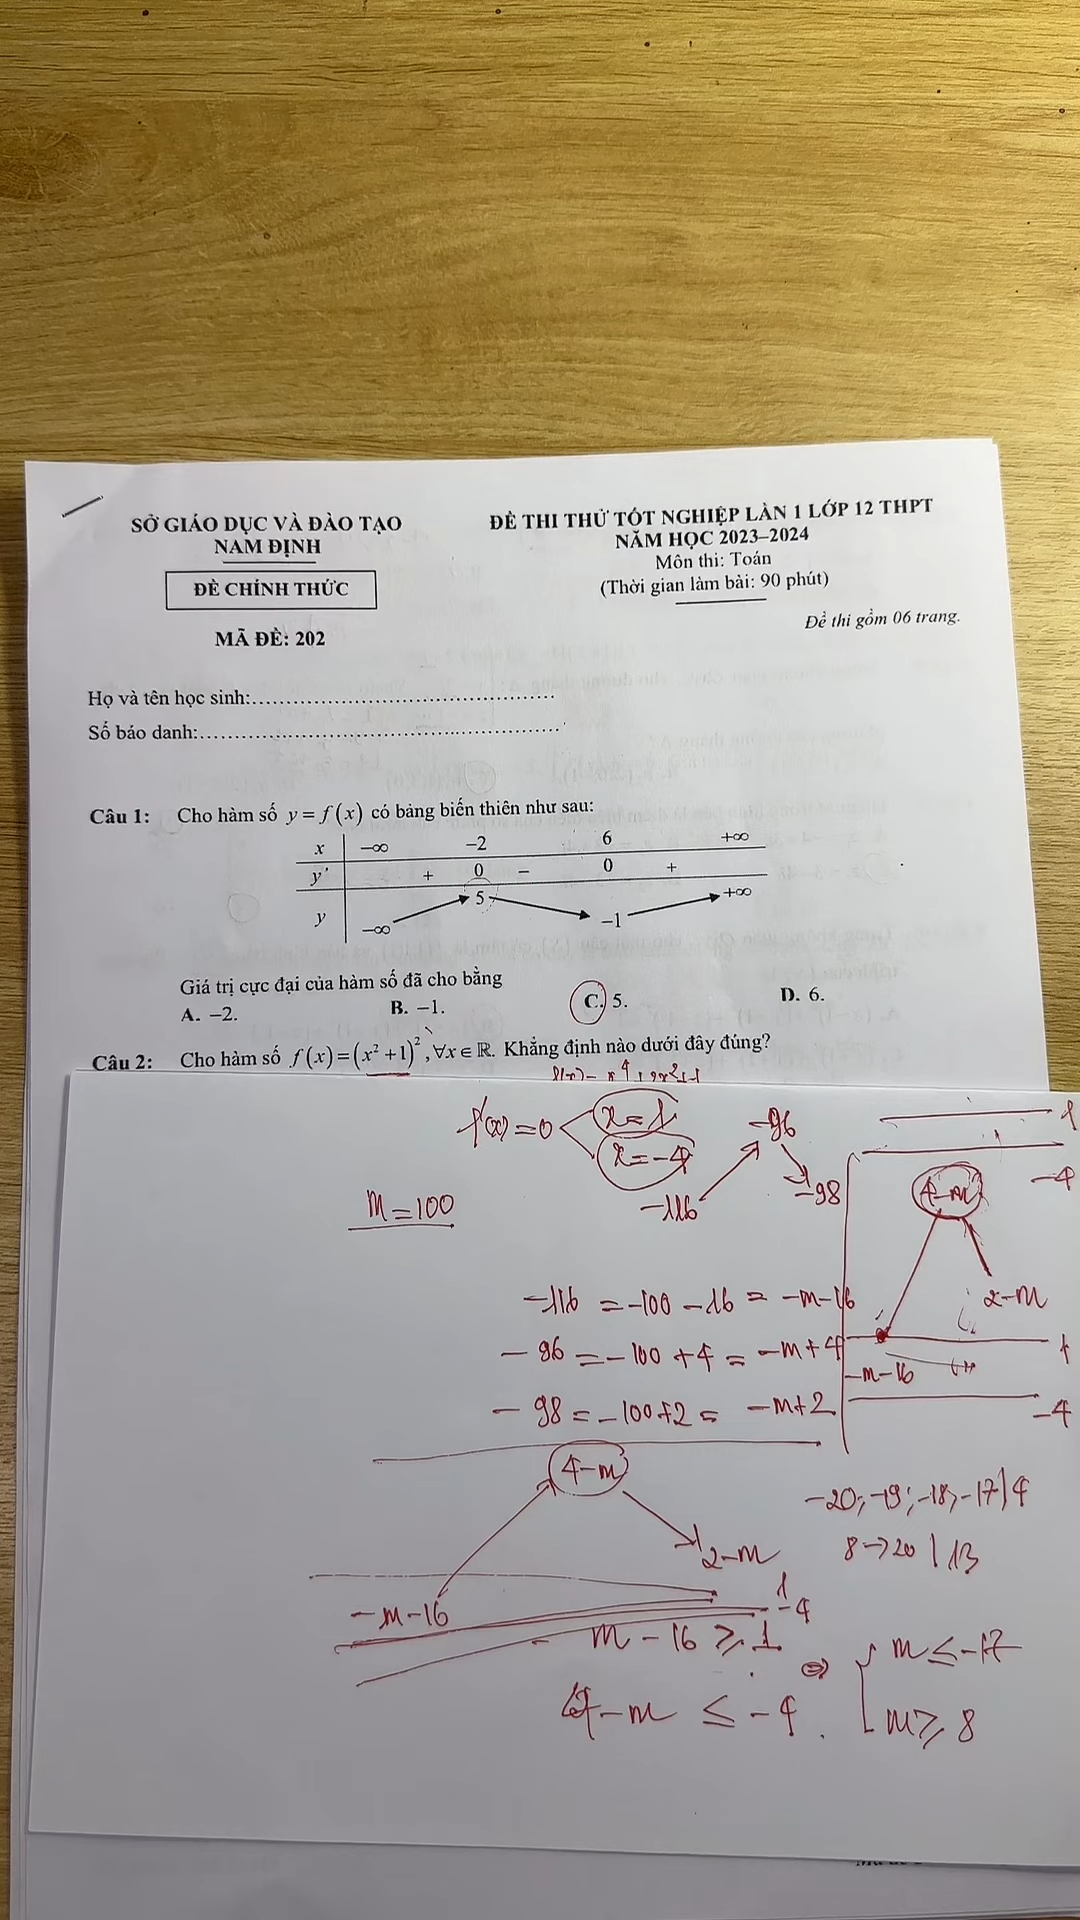 SỞ GIÁO DỤC VÀ ĐÀO TẠO
NAM ĐỊNH
ĐỀ CHÍNH THỨC
MÃ ĐỀ: 202
ĐỀ THI THỬ TỐT NGHIỆP LẦN 1 LỚP 12 THPT
NĂM HỌC 2023–2024
Môn thi: Toán
(Thời gian làm bài: 90 phút)
Đề thi gồm 06 trang.
Họ và tên học sinh:
Số báo danh:
Câu 1: Cho hàm số y = f(x) có bảng biến thiên như sau:
x −∞ −2 6 +∞
y' + 0 − 0 +
y −∞ 5 −1 +∞
Giá trị cực đại của hàm số đã cho bằng
A. −2. B. −1. C. 5. D. 6.
Câu 2: Cho hàm số f(x) = (x² + 1)², ∀x ∈ ℝ. Khẳng định nào dưới đây đúng?
f'(x) = 0
x = 1
x = −4
−96
−116
−98
m = 100
1
−4
4−m
2−m
−m−16
1
−4
−116 = −100 − 16 = −m−16
−96 = −100 + 4 = −m+4
−98 = −100+2 = −m+2
4−m
2−m
−m−16
1
−4
−20; −19; −18; −17 | 4
8 → 20 | 13
−m − 16 ≥ 1
4−m ≤ −4
⇔
m ≤ −17
m ≥ 8